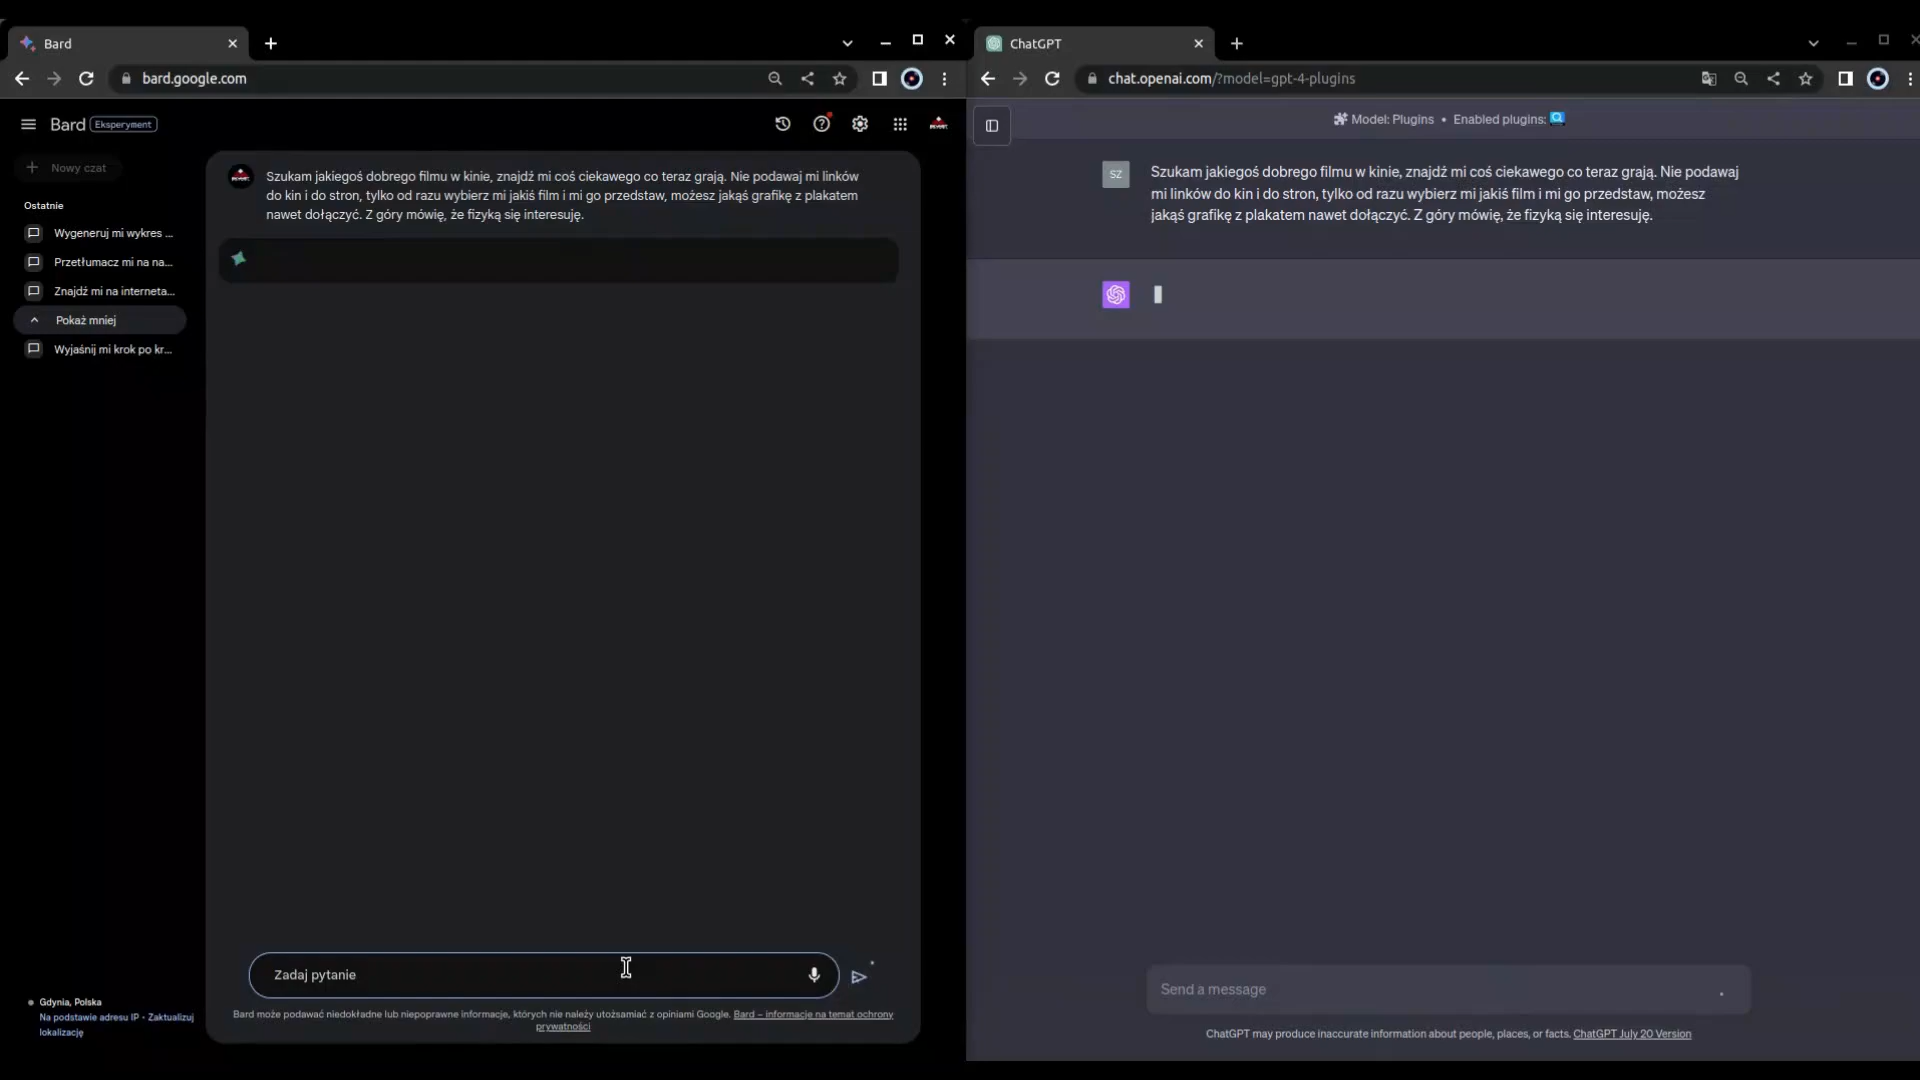 Bard
bard.google.com
Bard Eksperyment
Nowy czat
Ostatnie
Wygeneruj mi wykres ...
Przetłumacz mi na na...
Znajdź mi na interneta...
Pokaż mniej
Wyjaśnij mi krok po kr...
Gdynia, Polska
Na podstawie adresu IP • Zaktualizuj
lokalizację
Szukam jakiegoś dobrego filmu w kinie, znajdź mi coś ciekawego co teraz grają. Nie podawaj mi linków
do kin i do stron, tylko od razu wybierz mi jakiś film i mi go przedstaw, możesz jakąś grafikę z plakatem
nawet dołączyć. Z góry mówię, że fizyką się interesuję.
Zadaj pytanie
Bard może podawać niedokładne lub niepoprawne informacje, których nie należy utożsamiać z opiniami Google. Bard – informacje na temat ochrony
prywatności
ChatGPT
chat.openai.com/?model=gpt-4-plugins
Model: Plugins • Enabled plugins:
SZ
Szukam jakiegoś dobrego filmu w kinie, znajdź mi coś ciekawego co teraz grają. Nie podawaj
mi linków do kin i do stron, tylko od razu wybierz mi jakiś film i mi go przedstaw, możesz
jakąś grafikę z plakatem nawet dołączyć. Z góry mówię, że fizyką się interesuję.
Send a message
ChatGPT may produce inaccurate information about people, places, or facts. ChatGPT July 20 Version